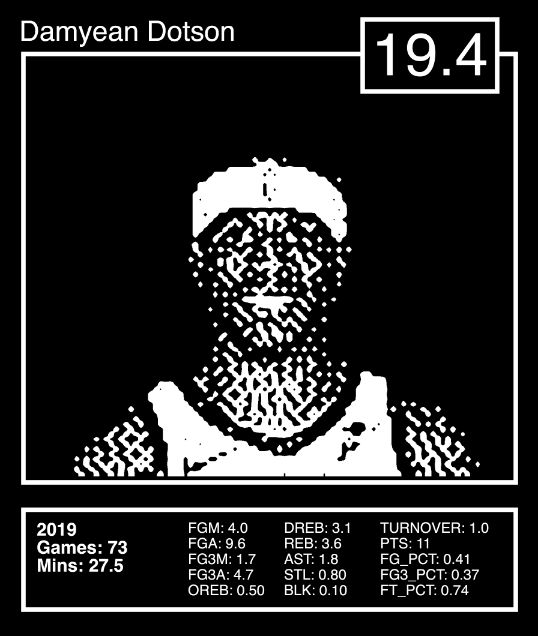 Damyean Dotson
19.4
2019
Games: 73
Mins: 27.5
FGM: 4.0
FGA: 9.6
FG3M: 1.7
FG3A: 4.7
OREB: 0.50
DREB: 3.1
REB: 3.6
AST: 1.8
STL: 0.80
BLK: 0.10
TURNOVER: 1.0
PTS: 11
FG_PCT: 0.41
FG3_PCT: 0.37
FT_PCT: 0.74